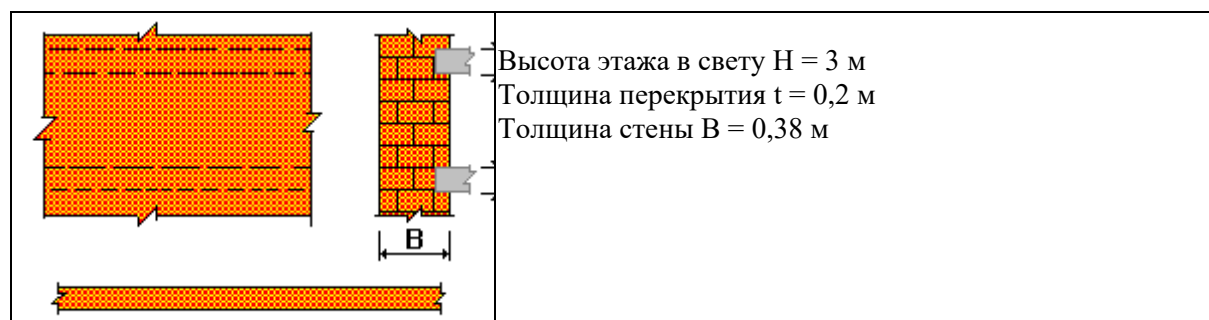 Высота этажа в свету H = 3 м
Толщина перекрытия t = 0,2 м
Толщина стены B = 0,38 м
B